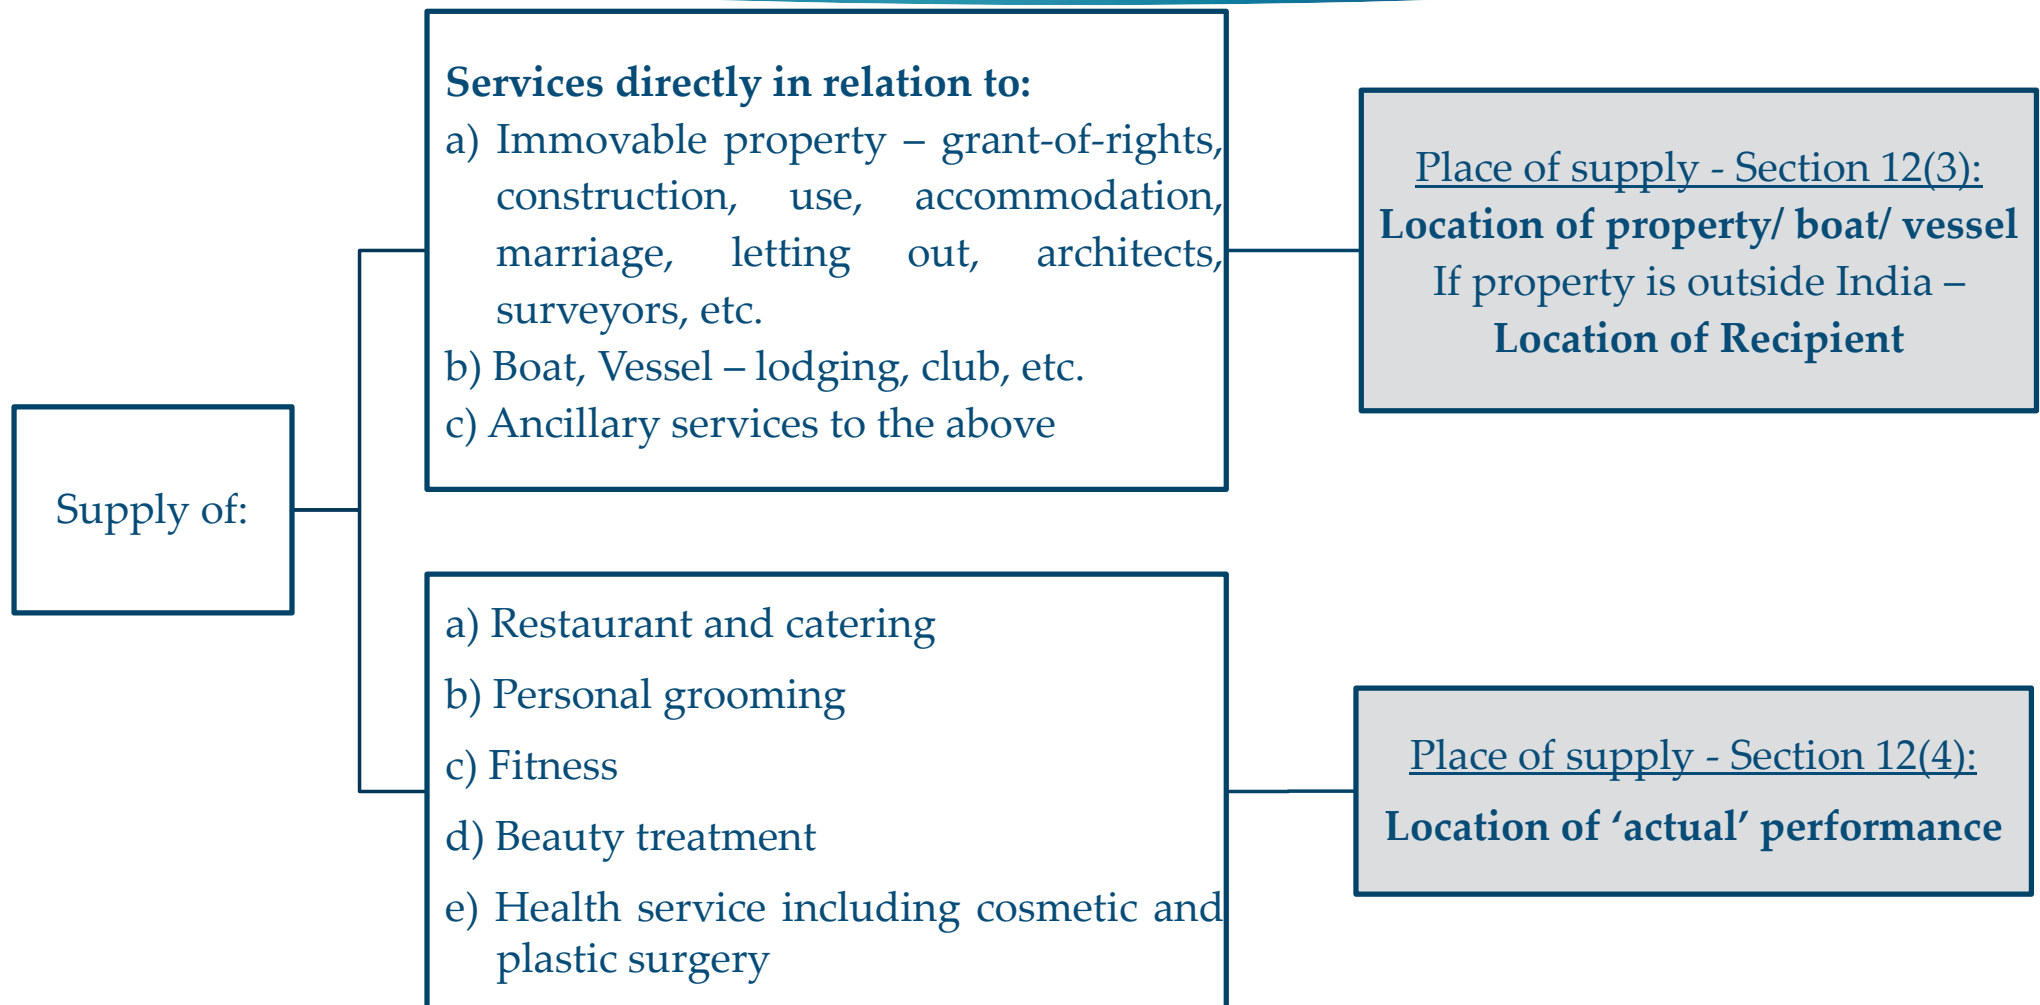 Supply of:
Services directly in relation to:
a) Immovable property – grant-of-rights,
construction, use, accommodation,
marriage, letting out, architects,
surveyors, etc.
b) Boat, Vessel – lodging, club, etc.
c) Ancillary services to the above
Place of supply - Section 12(3):
Location of property/ boat/ vessel
If property is outside India –
Location of Recipient
a) Restaurant and catering
b) Personal grooming
c) Fitness
d) Beauty treatment
e) Health service including cosmetic and
plastic surgery
Place of supply - Section 12(4):
Location of ‘actual’ performance